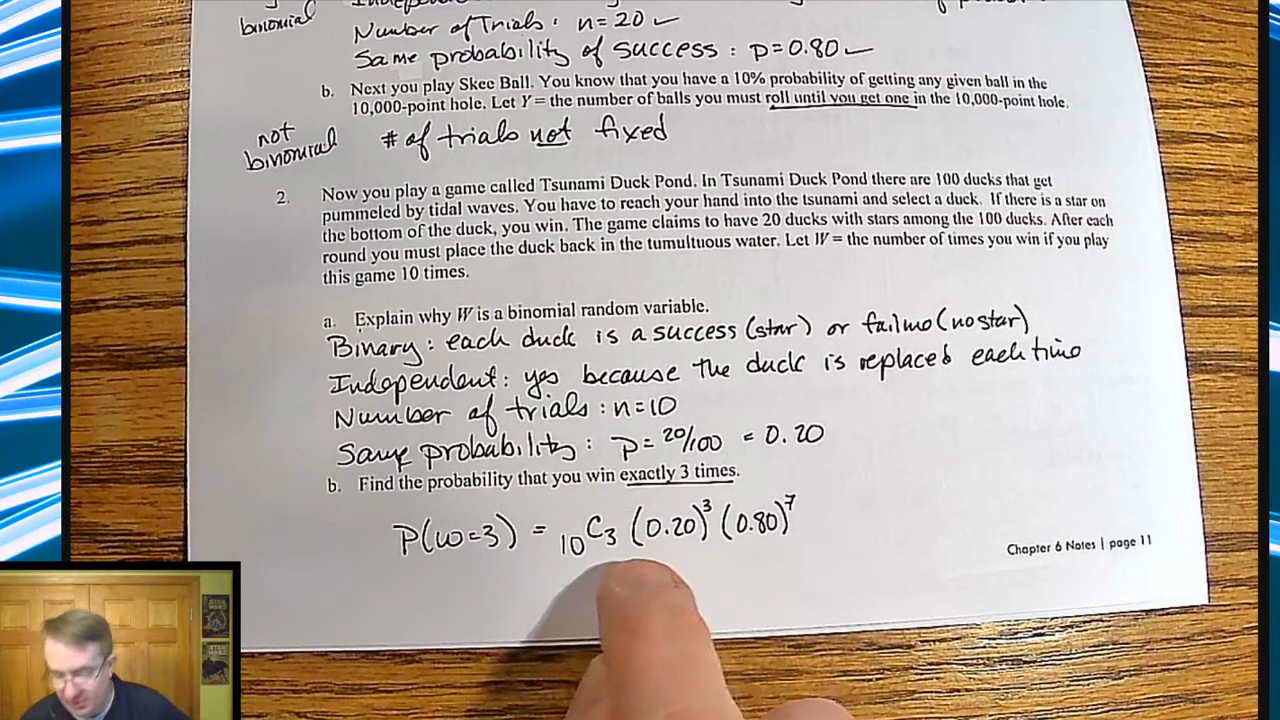 binomial
Number of Trials: n=20 ✓
Same probability of success: p=0.80 ✓
b. Next you play Skee Ball. You know that you have a 10% probability of getting any given ball in the
10,000-point hole. Let Y = the number of balls you must roll until you get one in the 10,000-point hole.
not
binomial
# of trials not fixed
2. Now you play a game called Tsunami Duck Pond. In Tsunami Duck Pond there are 100 ducks that get
pummeled by tidal waves. You have to reach your hand into the tsunami and select a duck. If there is a star on
the bottom of the duck, you win. The game claims to have 20 ducks with stars among the 100 ducks. After each
round you must place the duck back in the tumultuous water. Let W = the number of times you win if you play
this game 10 times.
a. Explain why W is a binomial random variable.
Binary: each duck is a success (star) or (no star)
Independent: yes because the duck is replaced each time
Number of trials: n=10
Same probability: p = 20/100 = 0.20
b. Find the probability that you win exactly 3 times.
P(W=3) = ₁₀C₃ (0.20)³ (0.80)⁷
Chapter 6 Notes | page 11
STAR WARS
STAR WARS